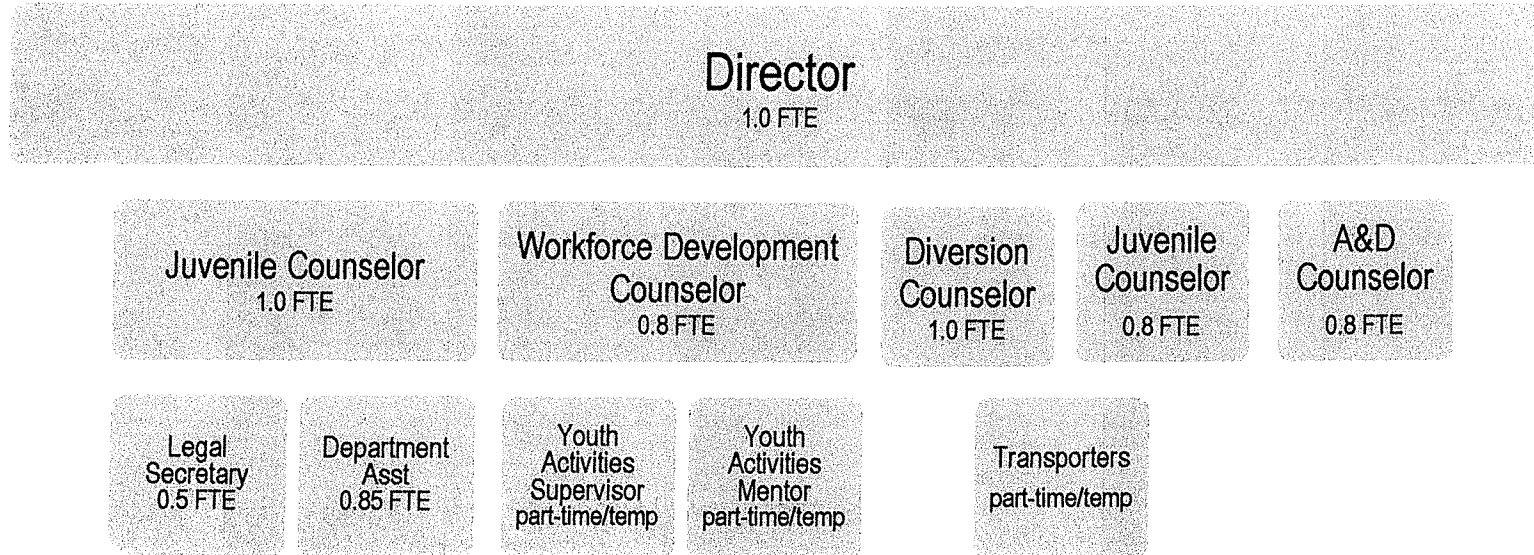 Director
1.0 FTE
Juvenile Counselor
1.0 FTE
Workforce Development
Counselor
0.8 FTE
Diversion
Counselor
1.0 FTE
Juvenile
Counselor
0.8 FTE
A&D
Counselor
0.8 FTE
Legal
Secretary
0.5 FTE
Department
Asst
0.85 FTE
Youth
Activities
Supervisor
part-time/temp
Youth
Activities
Mentor
part-time/temp
Transporters
part-time/temp